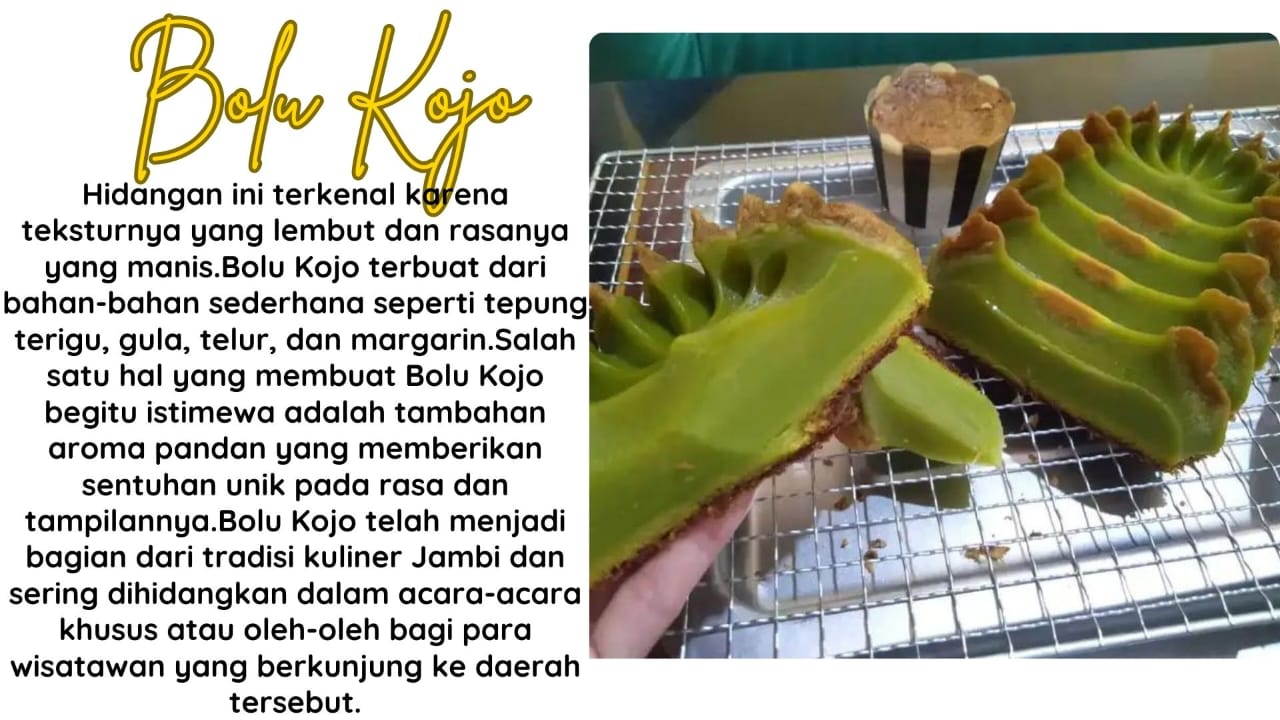 Bolu Kojo
Hidangan ini terkenal karena
teksturnya yang lembut dan rasanya
yang manis.Bolu Kojo terbuat dari
bahan-bahan sederhana seperti tepung
terigu, gula, telur, dan margarin.Salah
satu hal yang membuat Bolu Kojo
begitu istimewa adalah tambahan
aroma pandan yang memberikan
sentuhan unik pada rasa dan
tampilannya.Bolu Kojo telah menjadi
bagian dari tradisi kuliner Jambi dan
sering dihidangkan dalam acara-acara
khusus atau oleh-oleh bagi para
wisatawan yang berkunjung ke daerah
tersebut.